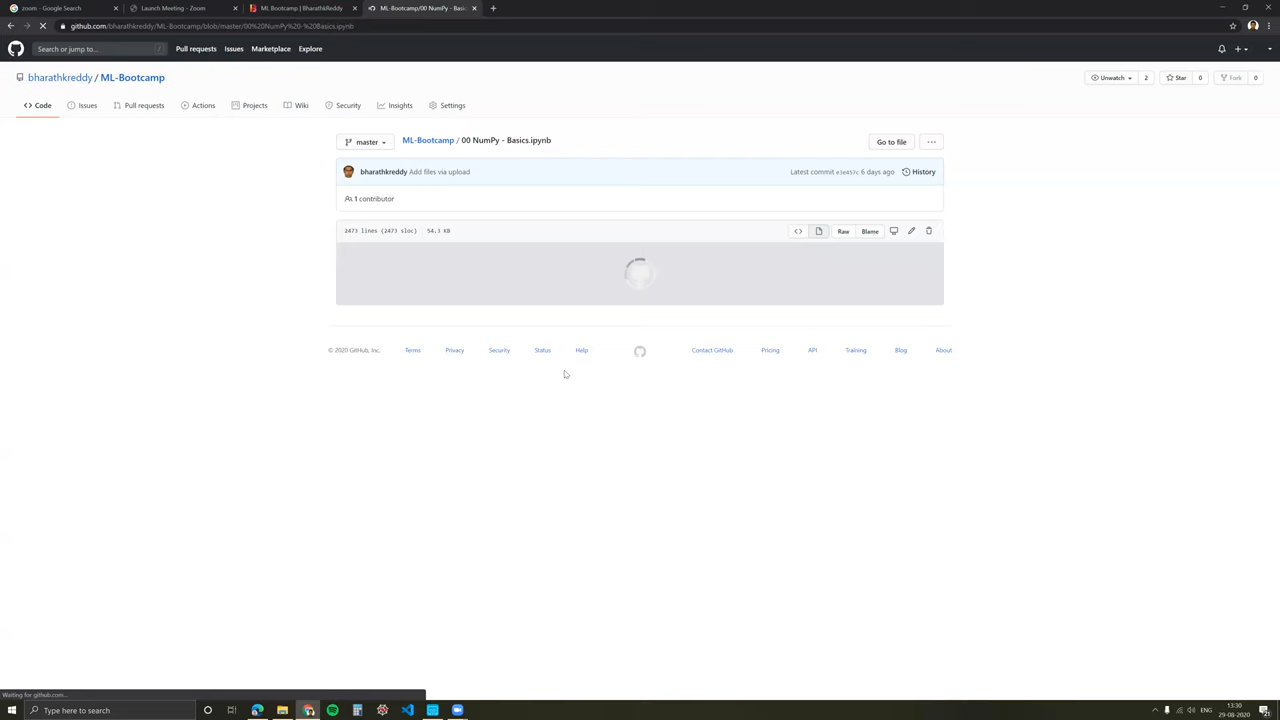 zoom - Google Search
Launch Meeting - Zoom
ML Bootcamp | BharathKReddy
ML-Bootcamp/00 NumPy - Basic
github.com/bharathkreddy/ML-Bootcamp/blob/master/00%20NumPy%20-%20Basics.ipynb
Search or jump to... /
Pull requests Issues Marketplace Explore
bharathkreddy / ML-Bootcamp
Unwatch 2 Star 0 Fork 0
Code Issues Pull requests Actions Projects Wiki Security Insights Settings
master ML-Bootcamp / 00 NumPy - Basics.ipynb Go to file ...
bharathkreddy Add files via upload Latest commit e3e457c 6 days ago History
1 contributor
2473 lines (2473 sloc) 54.3 KB <> Raw Blame
© 2020 GitHub, Inc. Terms Privacy Security Status Help Contact GitHub Pricing API Training Blog About
Waiting for github.com...
Type here to search
ENG
13:30
29-08-2020
21